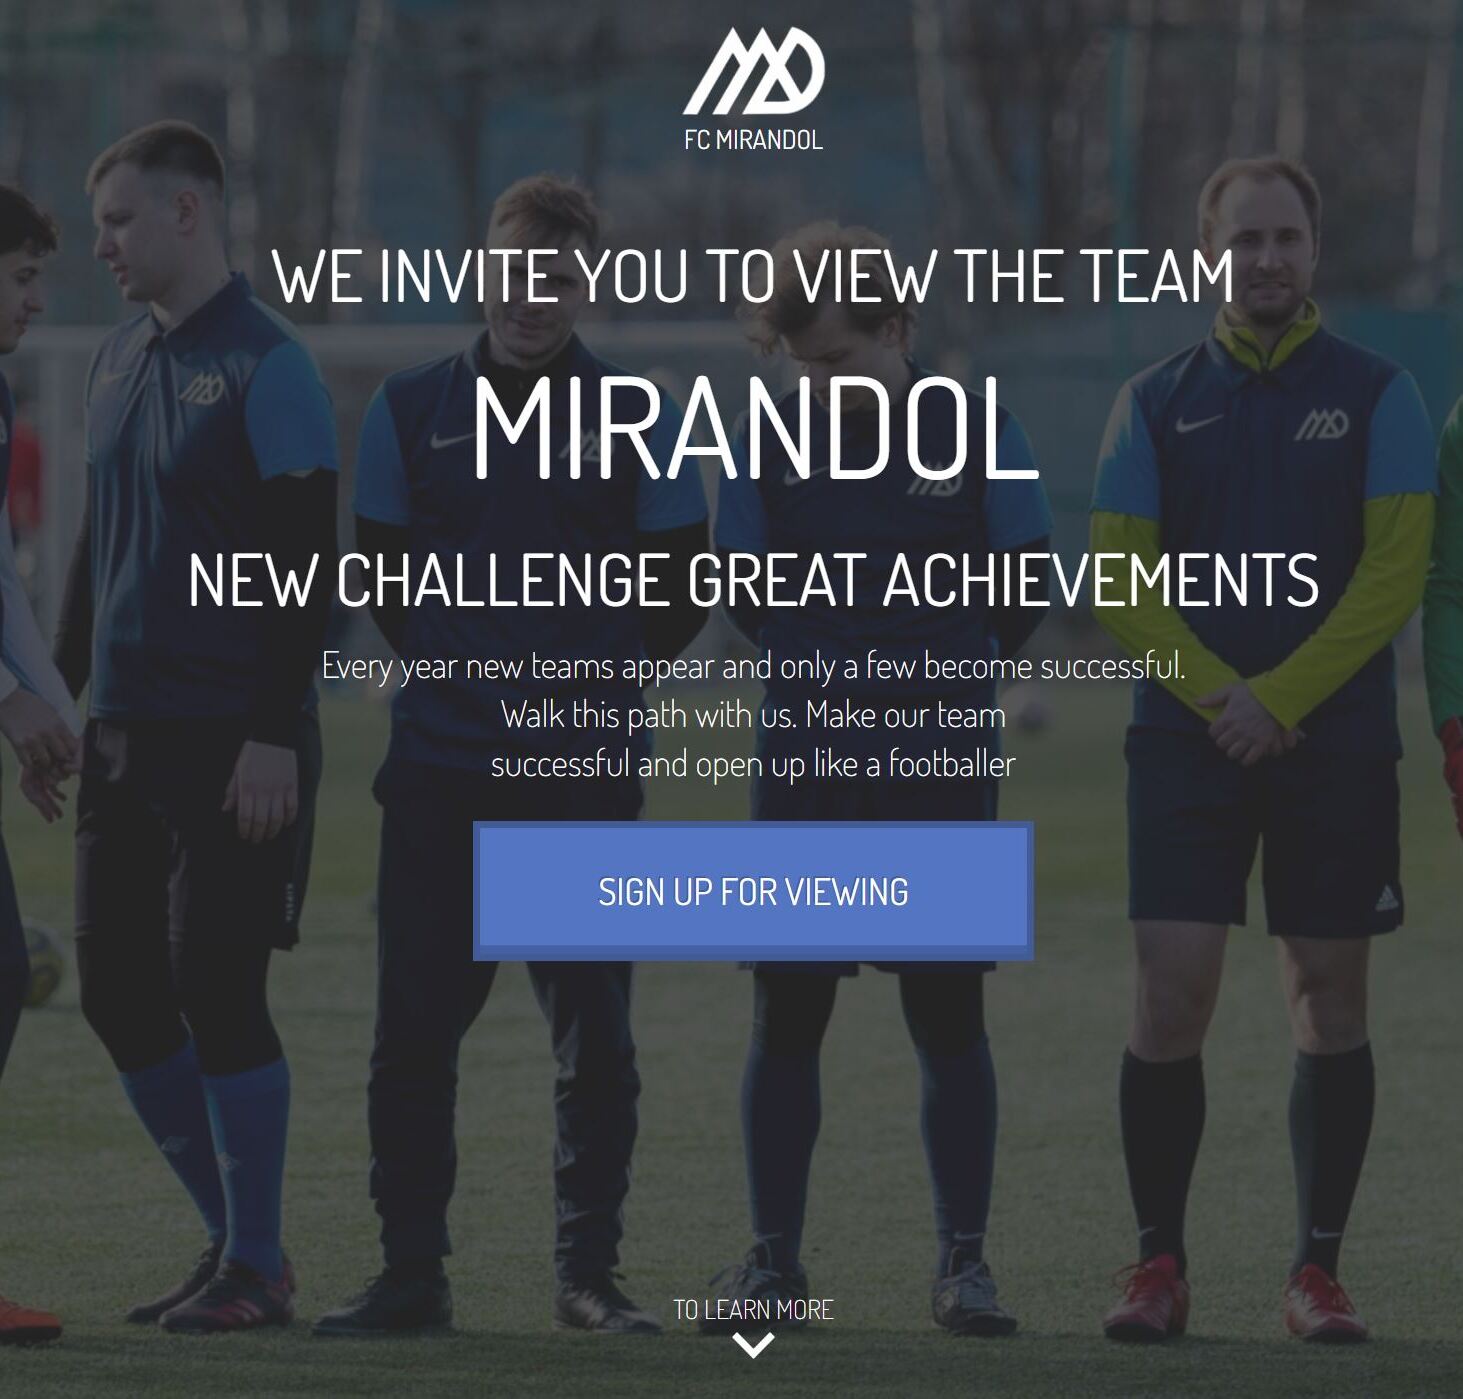 FC MIRANDOL
WE INVITE YOU TO VIEW THE TEAM
MIRANDOL
NEW CHALLENGE GREAT ACHIEVEMENTS
Every year new teams appear and only a few become successful.
Walk this path with us. Make our team
successful and open up like a footballer
SIGN UP FOR VIEWING
TO LEARN MORE